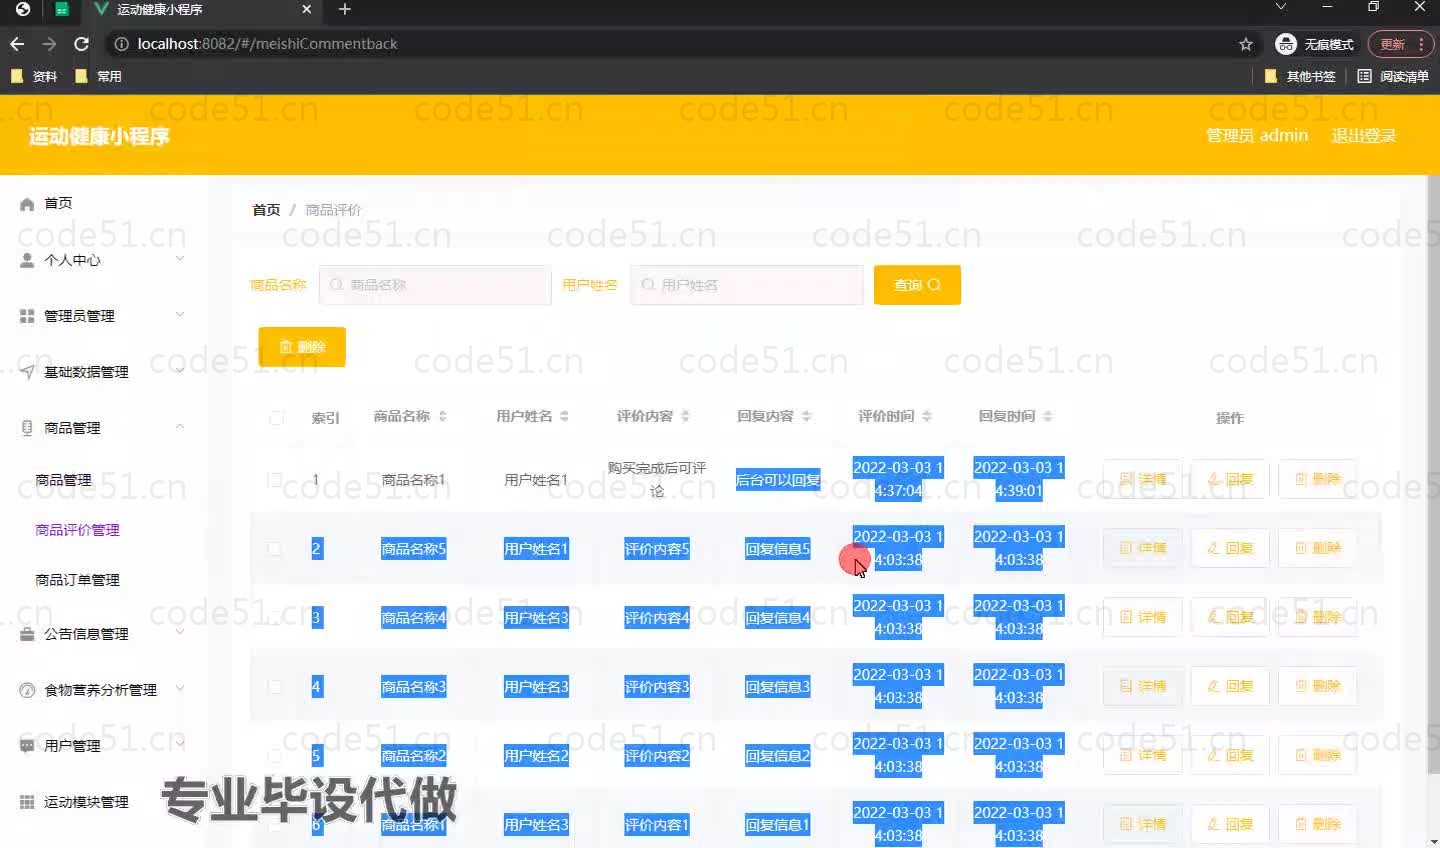 运动健康小程序
localhost:8082/#/meishiCommentback
无痕模式
更新
资料
常用
其他书签
阅读清单
运动健康小程序
管理员 admin
退出登录
首页
个人中心
管理员管理
基础数据管理
商品管理
商品管理
商品评价管理
商品订单管理
公告信息管理
食物营养分析管理
用户管理
运动模块管理
首页 / 商品评价
商品名称 商品名称 用户姓名 用户姓名 查询
删除
索引 商品名称 用户姓名 评价内容 回复内容 评价时间 回复时间 操作
1 商品名称1 用户姓名1 购买完成后可评论 后台可以回复 2022-03-03 14:37:04 2022-03-03 14:39:01 详情 回复 删除
2 商品名称5 用户姓名1 评价内容5 回复信息5 2022-03-03 14:03:38 2022-03-03 14:03:38 详情 回复 删除
3 商品名称4 用户姓名3 评价内容4 回复信息4 2022-03-03 14:03:38 2022-03-03 14:03:38 详情 回复 删除
4 商品名称3 用户姓名3 评价内容3 回复信息3 2022-03-03 14:03:38 2022-03-03 14:03:38 详情 回复 删除
5 商品名称2 用户姓名2 评价内容2 回复信息2 2022-03-03 14:03:38 2022-03-03 14:03:38 详情 回复 删除
6 商品名称1 用户姓名3 评价内容1 回复信息1 2022-03-03 14:03:38 2022-03-03 14:03:38 详情 回复 删除
专业毕设代做
code51.cn